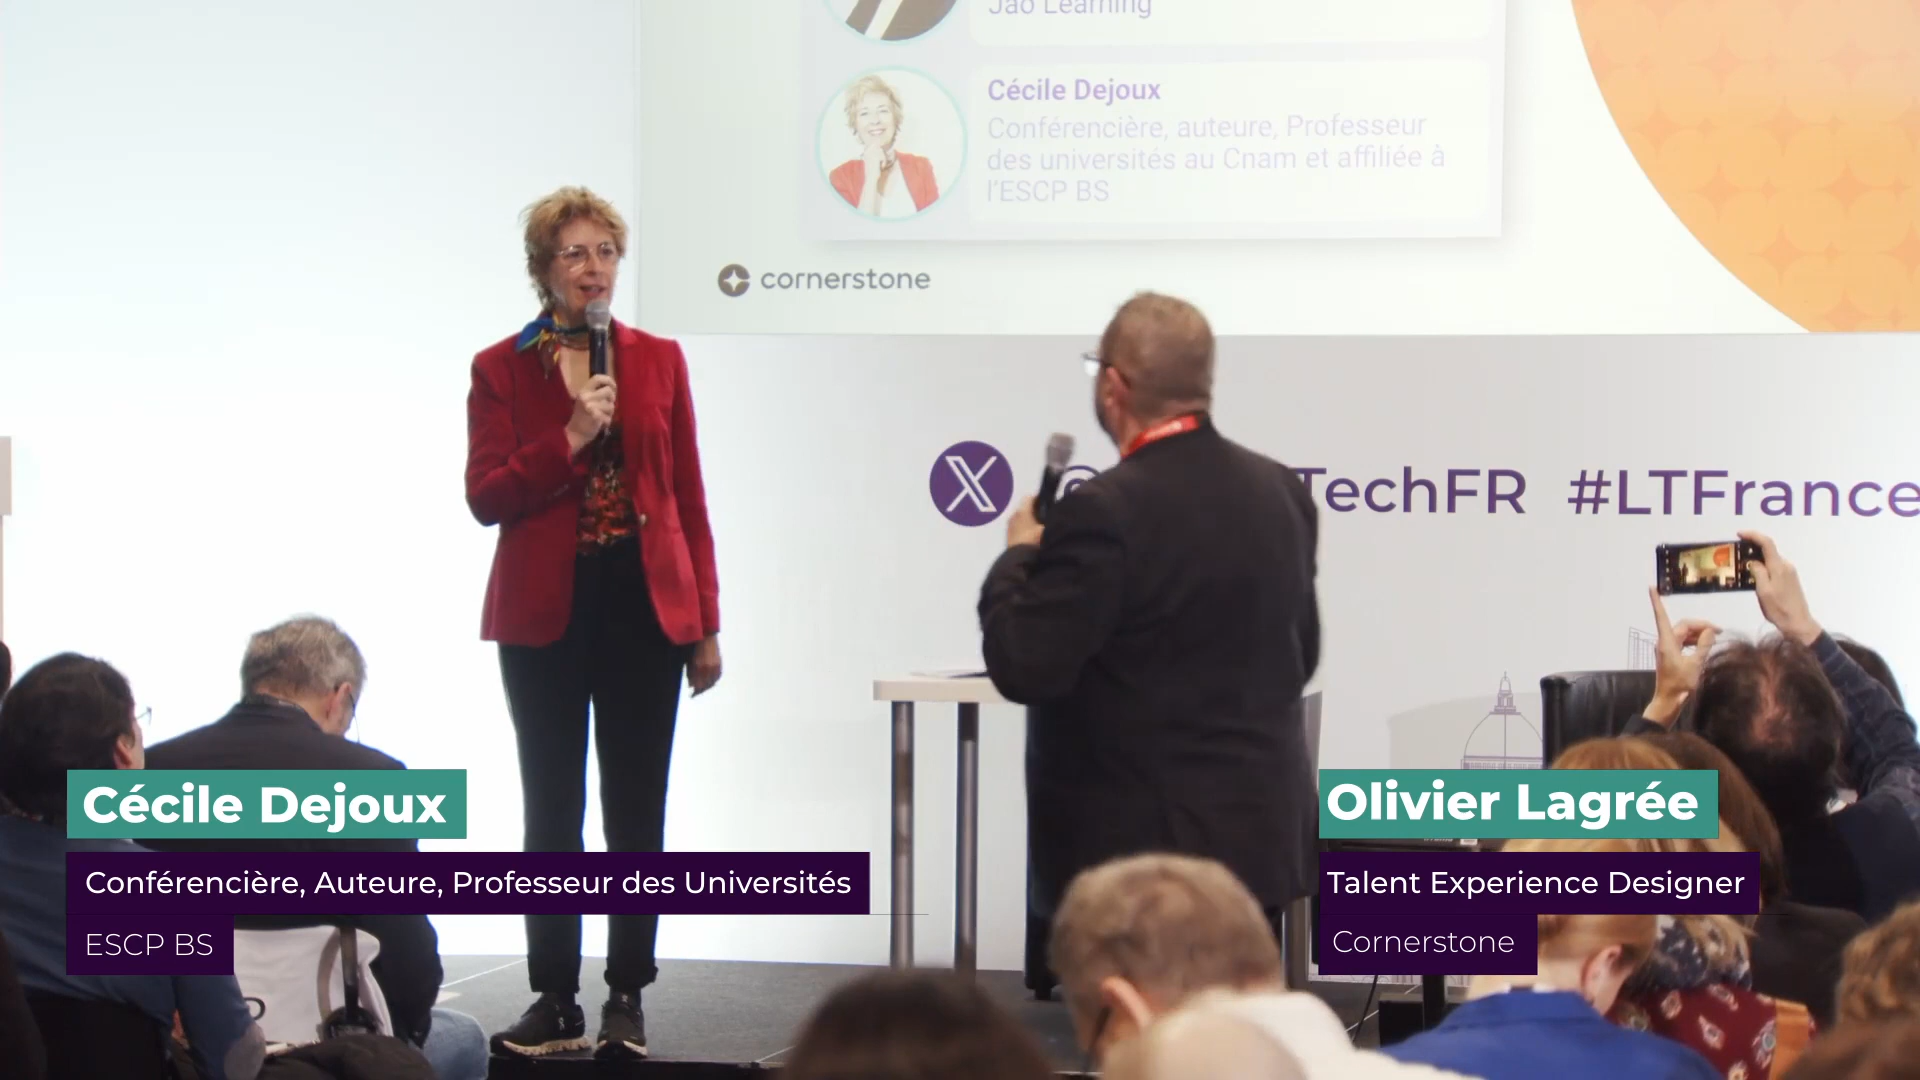 Jao Learning
Cécile Dejoux
Conférencière, auteure, Professeur
des universités au Cnam et affiliée à
l'ESCP BS
cornerstone
TechFR #LTFrance
Cécile Dejoux
Conférencière, Auteure, Professeur des Universités
ESCP BS
Olivier Lagrée
Talent Experience Designer
Cornerstone